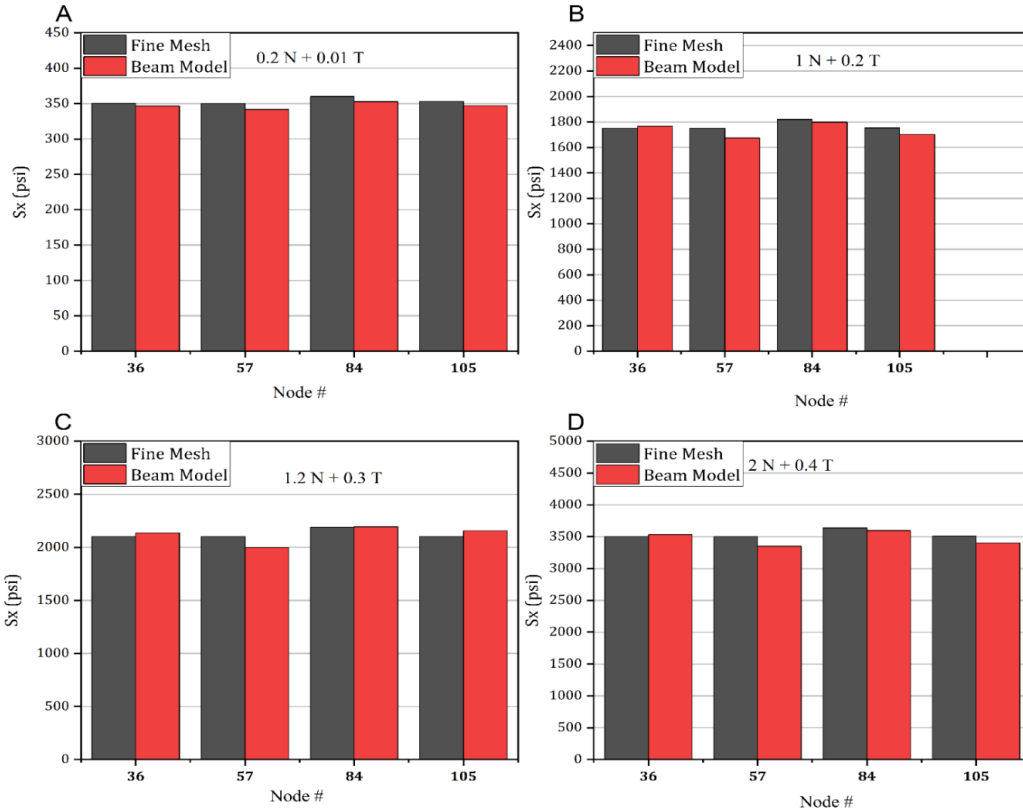 A
450
400
350
300
250
200
150
100
50
0
Sx (psi)
Fine Mesh
Beam Model
0.2 N + 0.01 T
36 57 84 105
Node #
B
2400
2200
2000
1800
1600
1400
1200
1000
800
600
400
200
0
Sx (psi)
Fine Mesh
Beam Model
1 N + 0.2 T
36 57 84 105
Node #
C
3000
2500
2000
1500
1000
500
0
Sx (psi)
Fine Mesh
Beam Model
1.2 N + 0.3 T
36 57 84 105
Node #
D
5000
4500
4000
3500
3000
2500
2000
1500
1000
500
0
Sx (psi)
Fine Mesh
Beam Model
2 N + 0.4 T
36 57 84 105
Node #